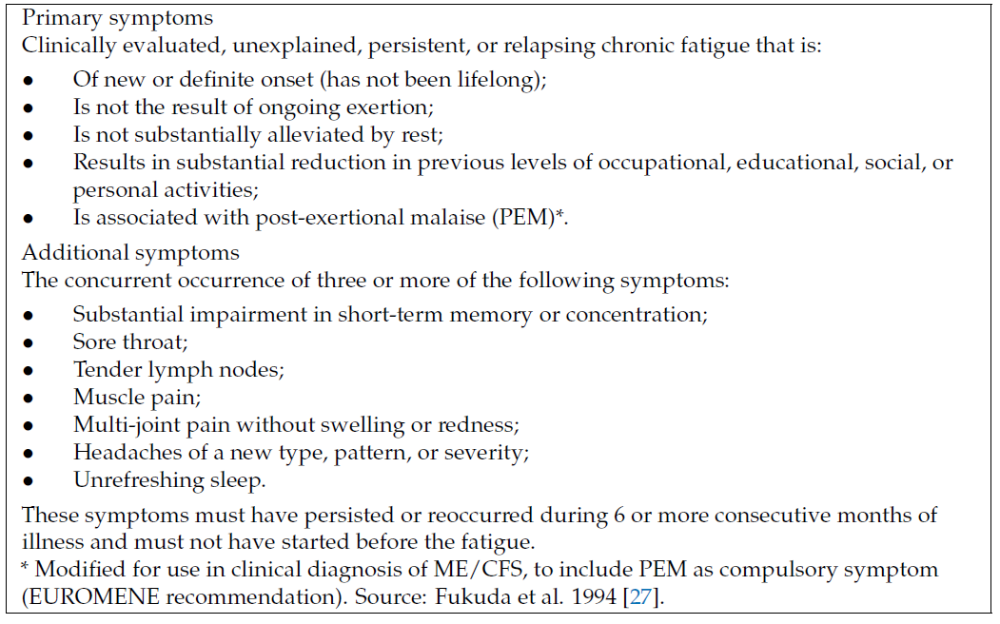 Primary symptoms
Clinically evaluated, unexplained, persistent, or relapsing chronic fatigue that is:
● Of new or definite onset (has not been lifelong);
● Is not the result of ongoing exertion;
● Is not substantially alleviated by rest;
● Results in substantial reduction in previous levels of occupational, educational, social, or
personal activities;
● Is associated with post-exertional malaise (PEM)*.
Additional symptoms
The concurrent occurrence of three or more of the following symptoms:
● Substantial impairment in short-term memory or concentration;
● Sore throat;
● Tender lymph nodes;
● Muscle pain;
● Multi-joint pain without swelling or redness;
● Headaches of a new type, pattern, or severity;
● Unrefreshing sleep.
These symptoms must have persisted or reoccurred during 6 or more consecutive months of
illness and must not have started before the fatigue.
* Modified for use in clinical diagnosis of ME/CFS, to include PEM as compulsory symptom
(EUROMENE recommendation). Source: Fukuda et al. 1994 [27].